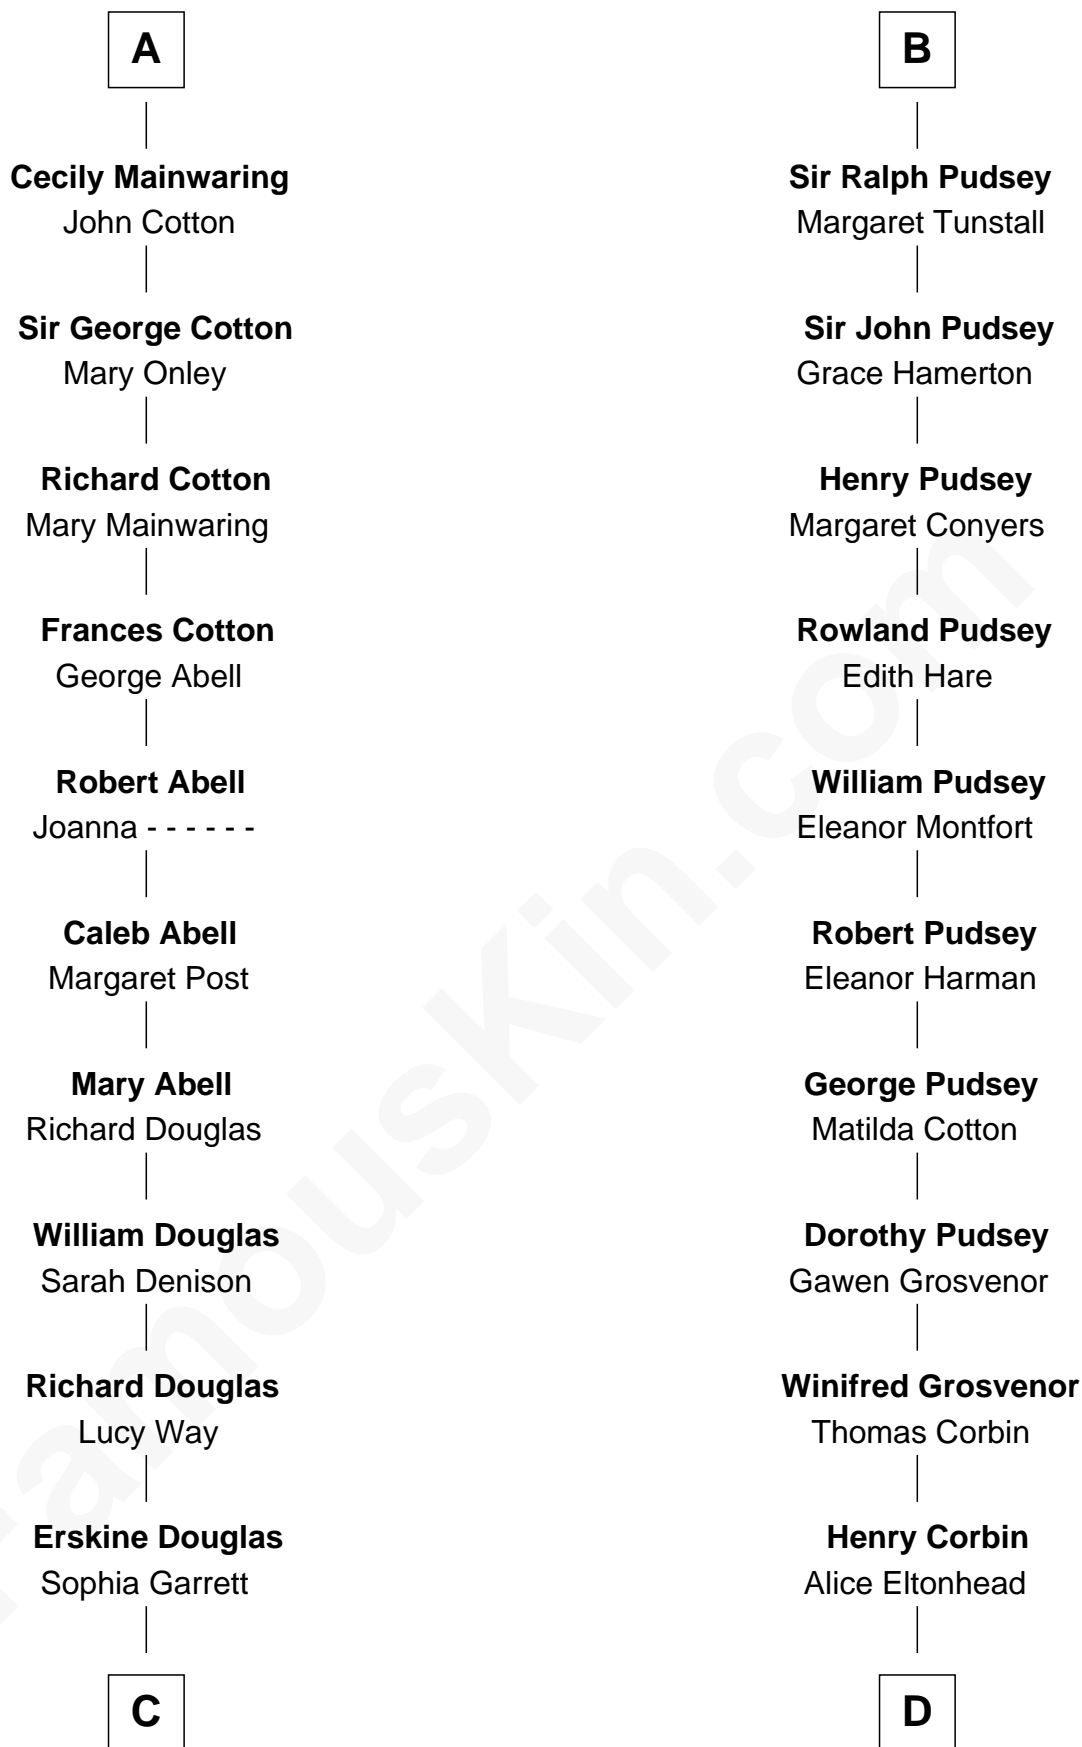 A
Cecily Mainwaring
John Cotton
Sir George Cotton
Mary Onley
Richard Cotton
Mary Mainwaring
Frances Cotton
George Abell
Robert Abell
Joanna - - - - - -
Caleb Abell
Margaret Post
Mary Abell
Richard Douglas
William Douglas
Sarah Denison
Richard Douglas
Lucy Way
Erskine Douglas
Sophia Garrett
C
B
Sir Ralph Pudsey
Margaret Tunstall
Sir John Pudsey
Grace Hamerton
Henry Pudsey
Margaret Conyers
Rowland Pudsey
Edith Hare
William Pudsey
Eleanor Montfort
Robert Pudsey
Eleanor Harman
George Pudsey
Matilda Cotton
Dorothy Pudsey
Gawen Grosvenor
Winifred Grosvenor
Thomas Corbin
Henry Corbin
Alice Eltonhead
D
FamousKin.com